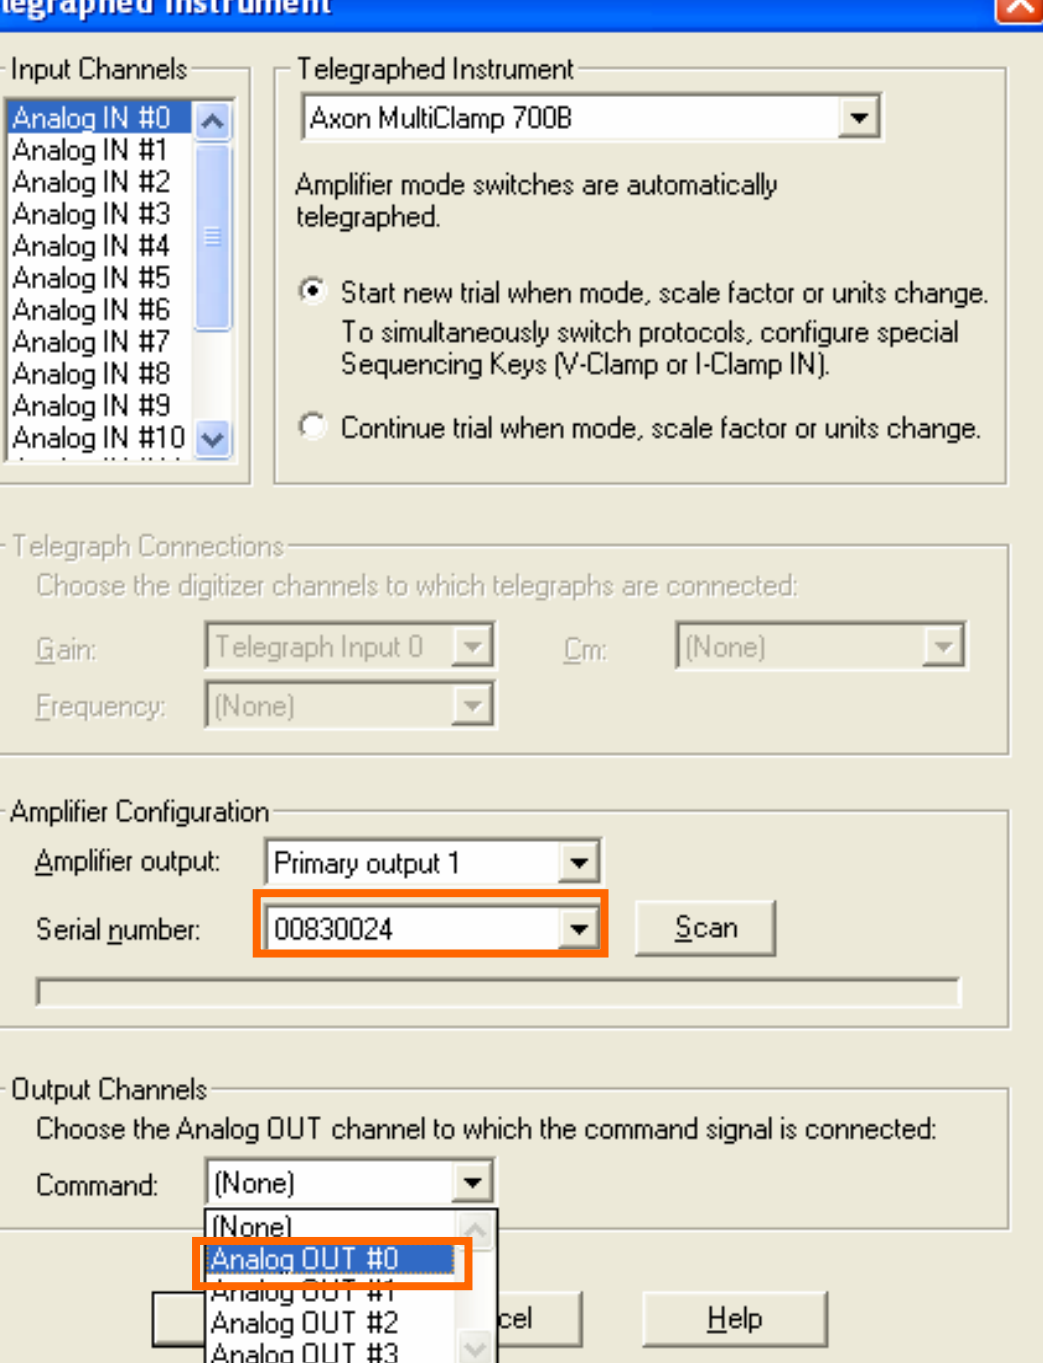 Telegraphed Instrument
Input Channels
Analog IN #0
Analog IN #1
Analog IN #2
Analog IN #3
Analog IN #4
Analog IN #5
Analog IN #6
Analog IN #7
Analog IN #8
Analog IN #9
Analog IN #10
Telegraphed Instrument
Axon MultiClamp 700B
Amplifier mode switches are automatically
telegraphed.
Start new trial when mode, scale factor or units change.
To simultaneously switch protocols, configure special
Sequencing Keys (V-Clamp or I-Clamp IN).
Continue trial when mode, scale factor or units change.
Telegraph Connections
Choose the digitizer channels to which telegraphs are connected:
Gain: Telegraph Input 0 Cm: (None)
Frequency: (None)
Amplifier Configuration
Amplifier output: Primary output 1
Serial number: 00830024 Scan
Output Channels
Choose the Analog OUT channel to which the command signal is connected:
Command: (None)
(None)
Analog OUT #0
Analog OUT #1
Analog OUT #2
Analog OUT #3
cel
Help